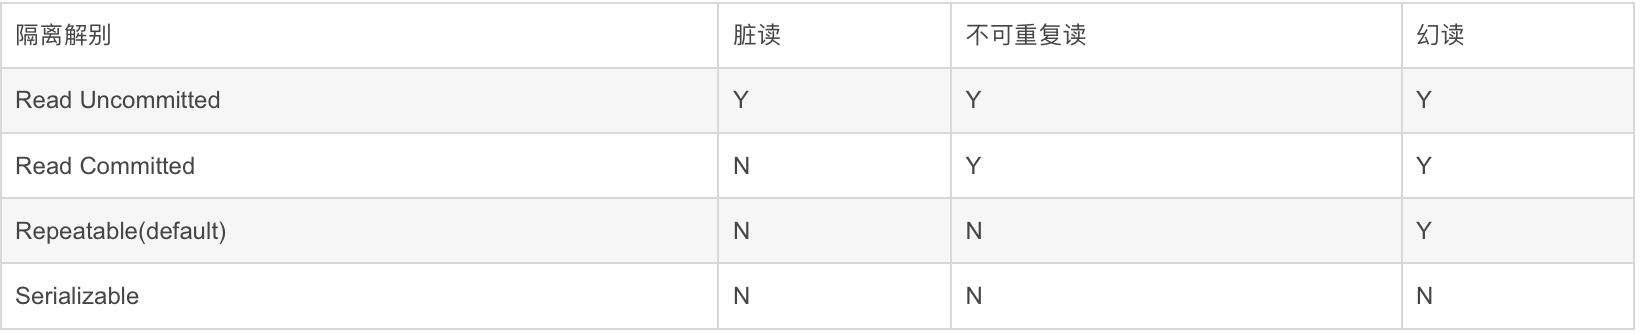 隔离解别 脏读 不可重复读 幻读
Read Uncommitted Y Y Y
Read Committed N Y Y
Repeatable(default) N N Y
Serializable N N N